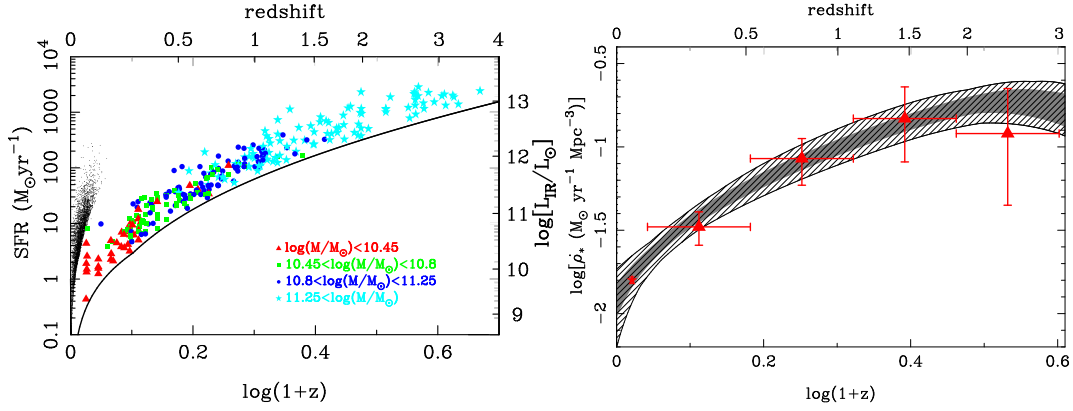 redshift
0 0.5 1 1.5 2 3 4
SFR (M⊙yr⁻¹)
10⁴
1000
100
10
1
0.1
13
12
11
10
9
log[L_IR/L⊙]
log(M/M⊙)<10.45
10.45<log(M/M⊙)<10.8
10.8<log(M/M⊙)<11.25
11.25<log(M/M⊙)
0 0.2 0.4 0.6
log(1+z)
redshift
0 0.5 1 1.5 2 3
log[ρ̇* (M⊙ yr⁻¹ Mpc⁻³)]
-0.5
-1
-1.5
-2
0 0.2 0.4 0.6
log(1+z)